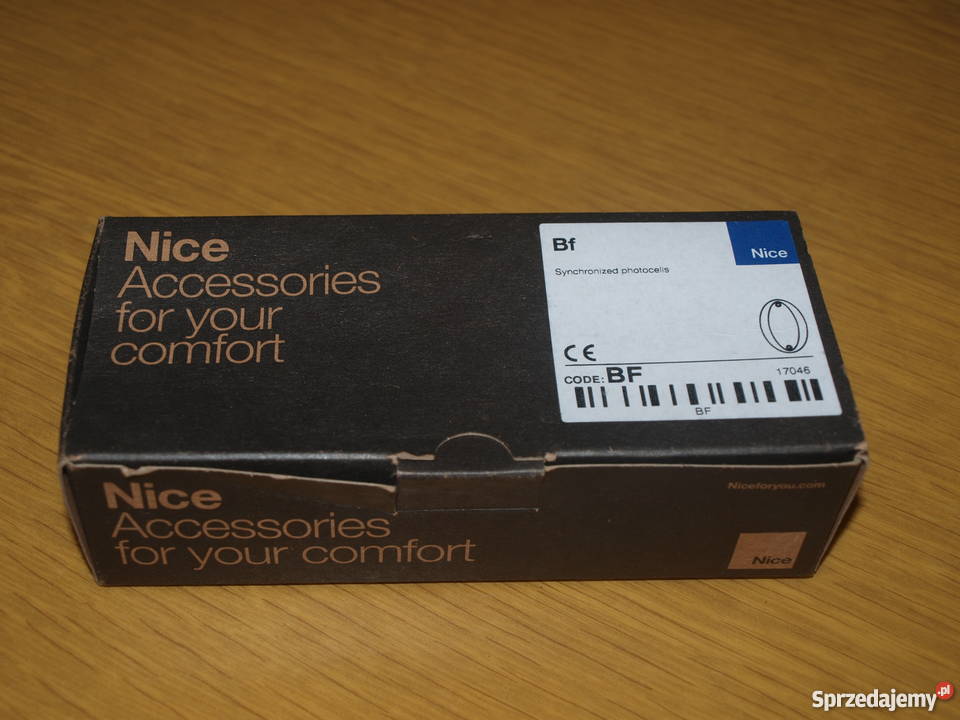 Nice
Accessories
for your
comfort
Bf
Nice
Synchronized photocells
CE
CODE: BF
17046
BF
Nice
Accessories
for your comfort
Niceforyou.com
Nice
Sprzedajemy.pl